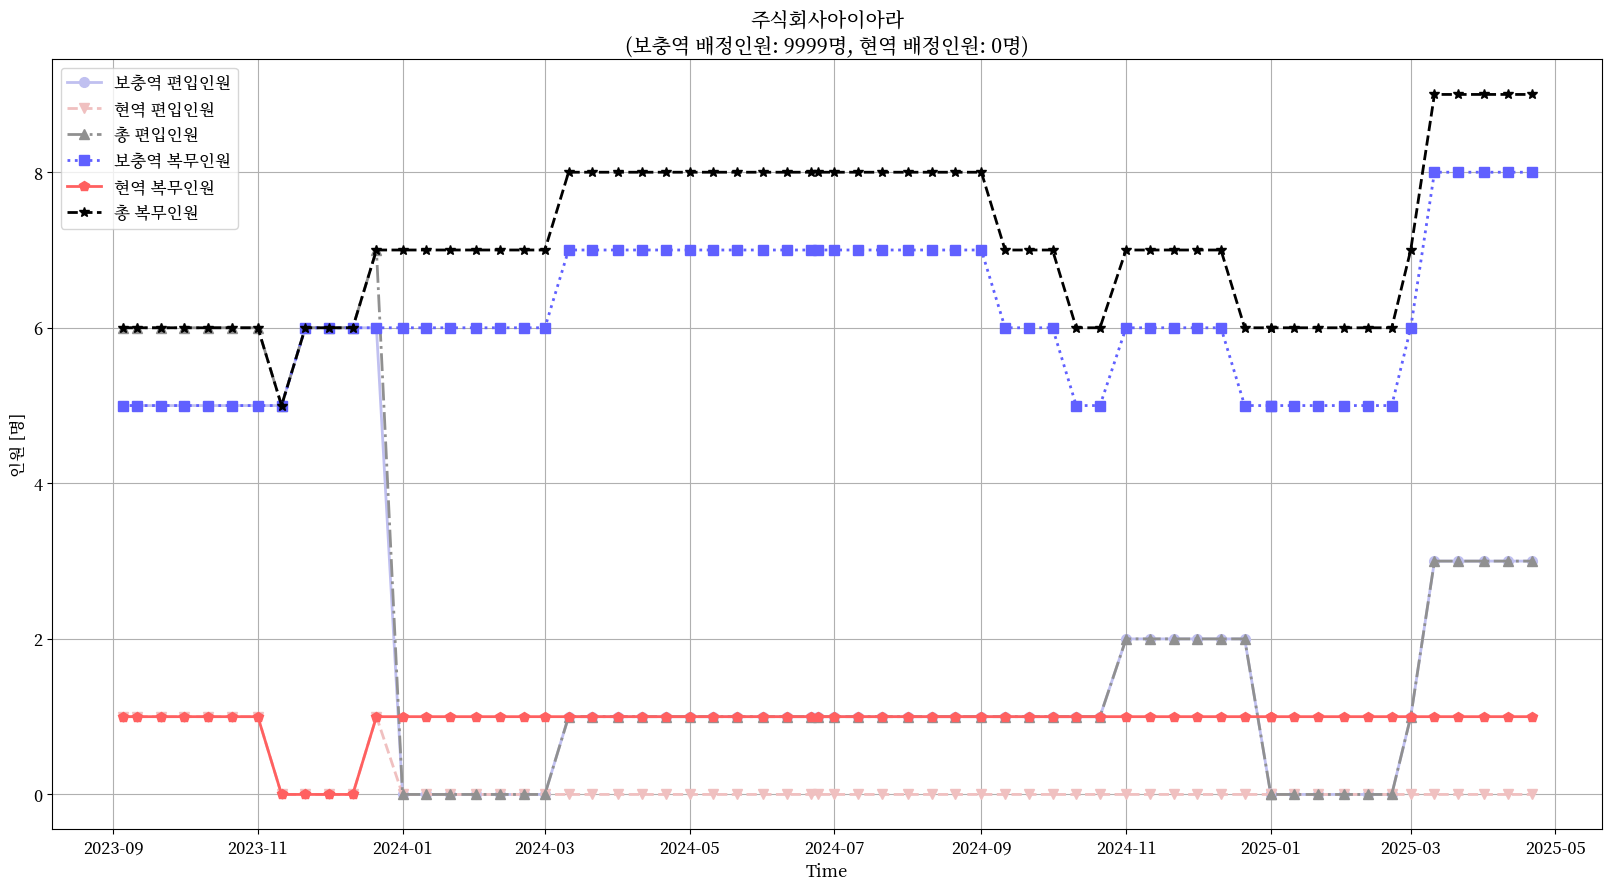 주식회사아이아라
(보충역 배정인원: 9999명, 현역 배정인원: 0명)
보충역 편입인원
현역 편입인원
총 편입인원
보충역 복무인원
현역 복무인원
총 복무인원
인원 [명]
8
6
4
2
0
2023-09
2023-11
2024-01
2024-03
2024-05
2024-07
2024-09
2024-11
2025-01
2025-03
2025-05
Time